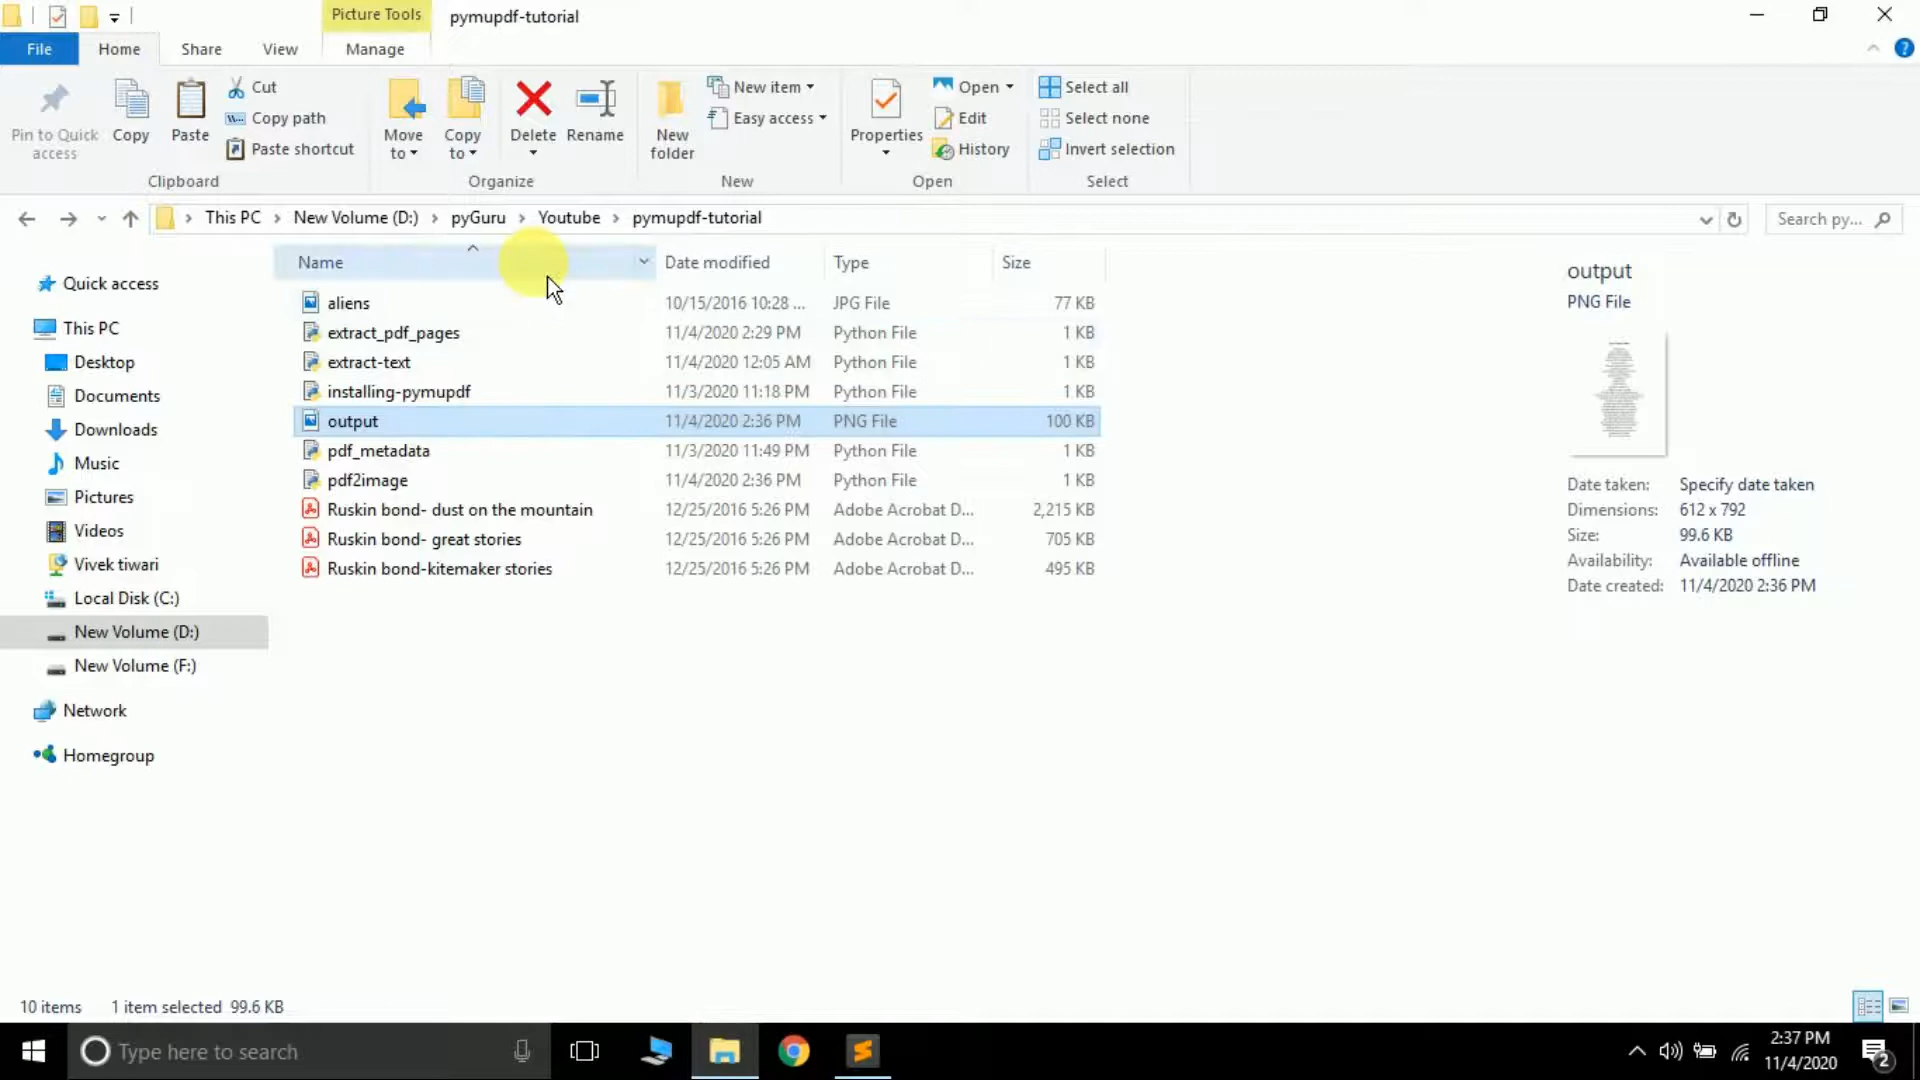 Picture Tools
pymupdf-tutorial
File
Home
Share
View
Manage
Pin to Quick access
Copy
Paste
Cut
Copy path
Paste shortcut
Clipboard
Move to
Copy to
Delete
Rename
Organize
New folder
New item
Easy access
New
Properties
Open
Edit
History
Open
Select all
Select none
Invert selection
Select
This PC
New Volume (D:)
pyGuru
Youtube
pymupdf-tutorial
Search py...
Quick access
This PC
Desktop
Documents
Downloads
Music
Pictures
Videos
Vivek tiwari
Local Disk (C:)
New Volume (D:)
New Volume (F:)
Network
Homegroup
Name Date modified Type Size
aliens 10/15/2016 10:28 ... JPG File 77 KB
extract_pdf_pages 11/4/2020 2:29 PM Python File 1 KB
extract-text 11/4/2020 12:05 AM Python File 1 KB
installing-pymupdf 11/3/2020 11:18 PM Python File 1 KB
output 11/4/2020 2:36 PM PNG File 100 KB
pdf_metadata 11/3/2020 11:49 PM Python File 1 KB
pdf2image 11/4/2020 2:36 PM Python File 1 KB
Ruskin bond- dust on the mountain 12/25/2016 5:26 PM Adobe Acrobat D... 2,215 KB
Ruskin bond- great stories 12/25/2016 5:26 PM Adobe Acrobat D... 705 KB
Ruskin bond-kitemaker stories 12/25/2016 5:26 PM Adobe Acrobat D... 495 KB
output
PNG File
Date taken: Specify date taken
Dimensions: 612 x 792
Size: 99.6 KB
Availability: Available offline
Date created: 11/4/2020 2:36 PM
10 items 1 item selected 99.6 KB
Type here to search
2:37 PM
11/4/2020
2